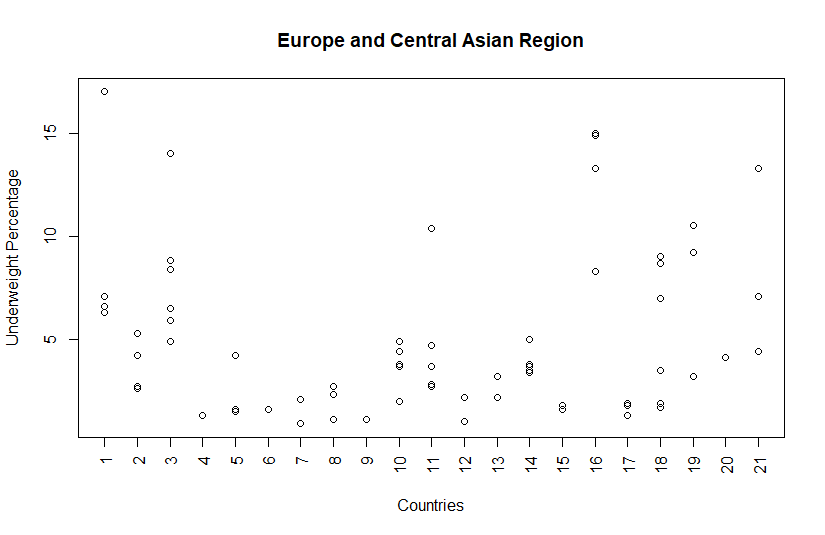 Europe and Central Asian Region
Underweight Percentage
15
10
5
1 2 3 4 5 6 7 8 9 10 11 12 13 14 15 16 17 18 19 20 21
Countries